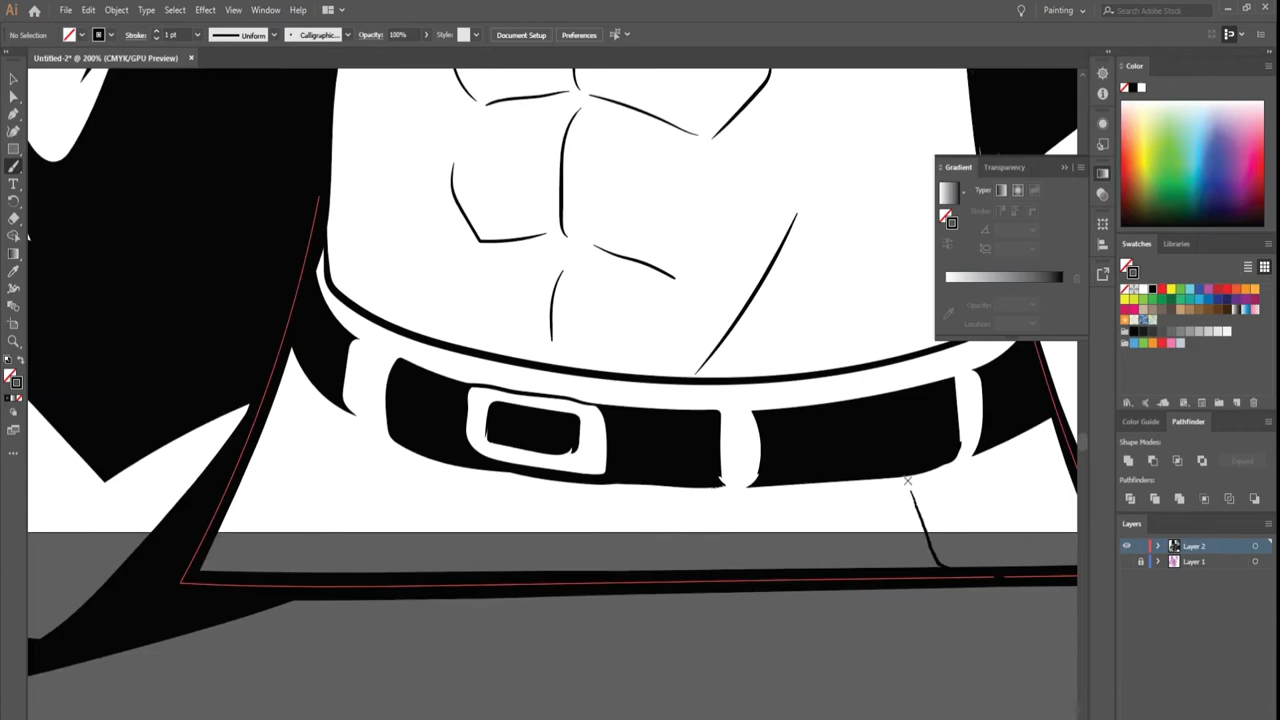 Ai File Edit Object Type Select Effect View Window Help Painting Search Adobe Stock
No Selection Stroke: 1 pt Uniform Calligraphic... Opacity: 100% Style: Document Setup Preferences
Untitled-2* @ 200% (CMYK/GPU Preview) ×
Color
Gradient Transparency
Type:
Stroke:
Opacity:
Location:
Swatches Libraries
Color Guide Pathfinder
Shape Modes:
Expand
Pathfinders:
Layers
Layer 2
Layer 1